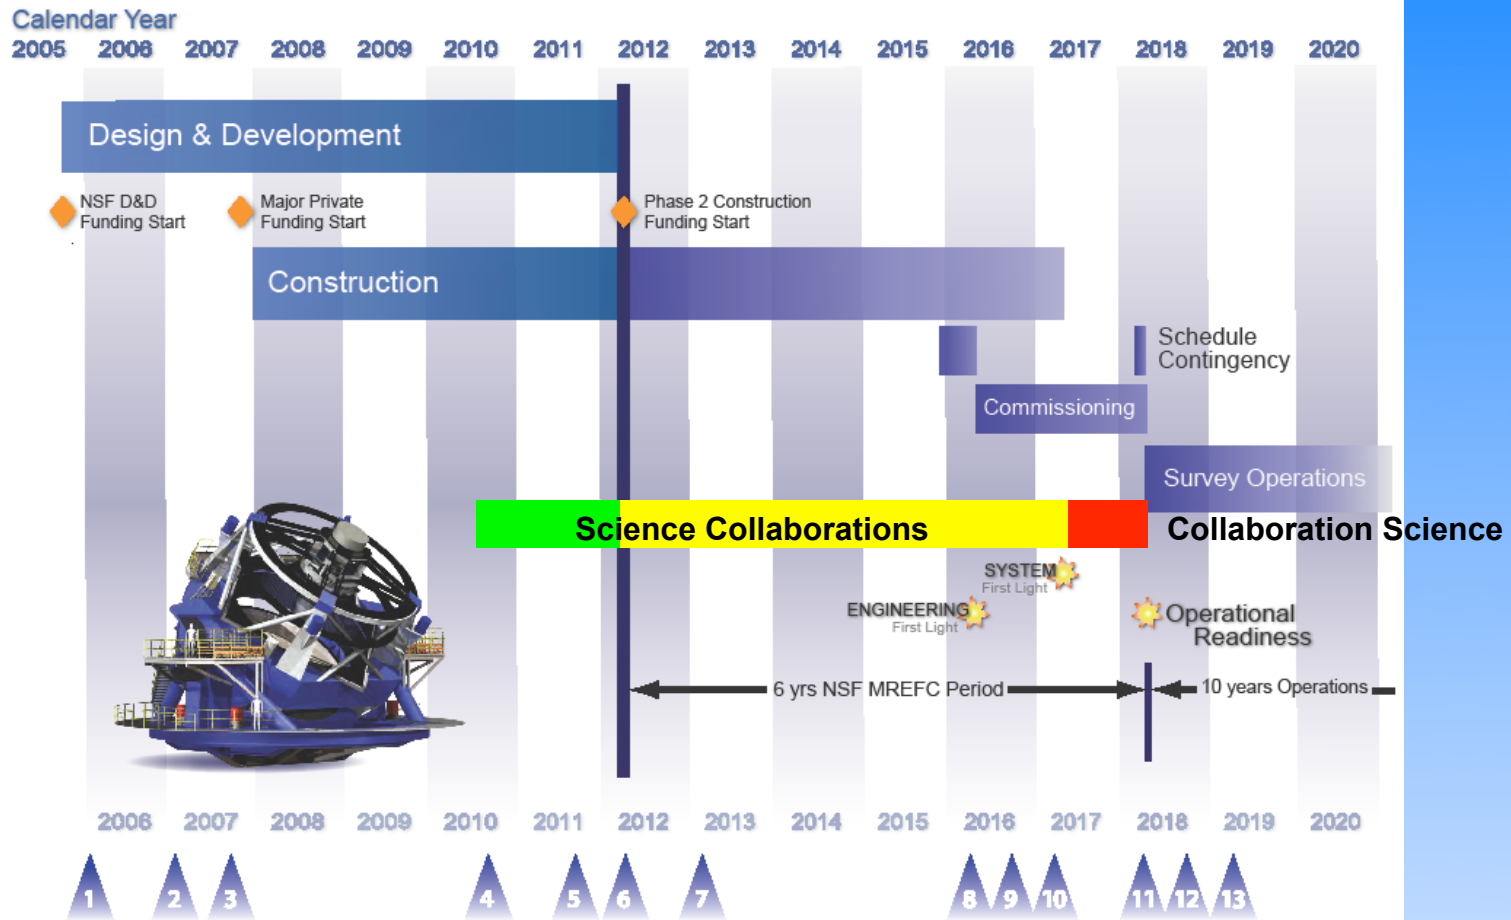 Calendar Year
2005 2006 2007 2008 2009 2010 2011 2012 2013 2014 2015 2016 2017 2018 2019 2020
Design & Development
NSF D&D
Funding Start
Major Private
Funding Start
Phase 2 Construction
Funding Start
Construction
Schedule
Contingency
Commissioning
Survey Operations
Science Collaborations
Collaboration Science
SYSTEM
First Light
ENGINEERING
First Light
Operational
Readiness
6 yrs NSF MREFC Period
10 years Operations
2006 2007 2008 2009 2010 2011 2012 2013 2014 2015 2016 2017 2018 2019 2020
1 2 3 4 5 6 7 8 9 10 11 12 13